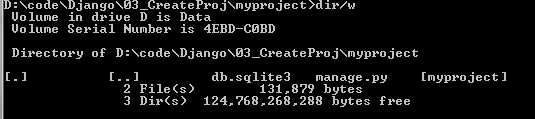 D:\code\Django\03_CreateProj\myproject>dir/w
Volume in drive D is Data
Volume Serial Number is 4EBD-C0BD
Directory of D:\code\Django\03_CreateProj\myproject
[.] [..] db.sqlite3 manage.py [myproject]
2 File(s) 131,879 bytes
3 Dir(s) 124,768,268,288 bytes free